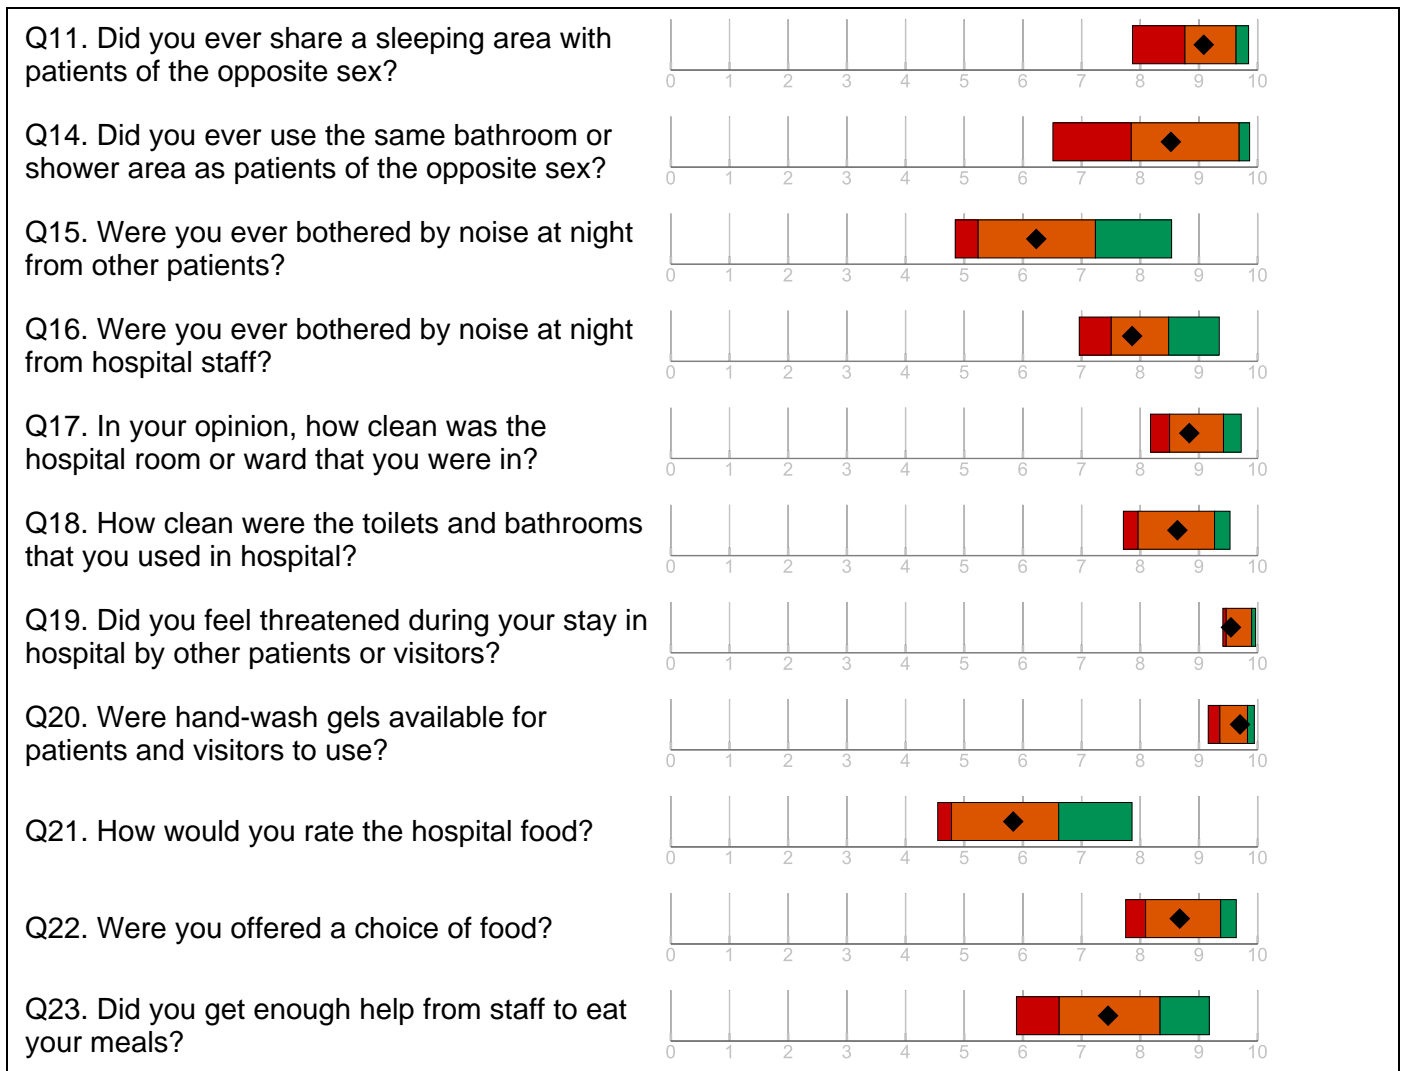 Q11. Did you ever share a sleeping area with
patients of the opposite sex?
0 1 2 3 4 5 6 7 8 9 10
Q14. Did you ever use the same bathroom or
shower area as patients of the opposite sex?
0 1 2 3 4 5 6 7 8 9 10
Q15. Were you ever bothered by noise at night
from other patients?
0 1 2 3 4 5 6 7 8 9 10
Q16. Were you ever bothered by noise at night
from hospital staff?
0 1 2 3 4 5 6 7 8 9 10
Q17. In your opinion, how clean was the
hospital room or ward that you were in?
0 1 2 3 4 5 6 7 8 9 10
Q18. How clean were the toilets and bathrooms
that you used in hospital?
0 1 2 3 4 5 6 7 8 9 10
Q19. Did you feel threatened during your stay in
hospital by other patients or visitors?
0 1 2 3 4 5 6 7 8 9 10
Q20. Were hand-wash gels available for
patients and visitors to use?
0 1 2 3 4 5 6 7 8 9 10
Q21. How would you rate the hospital food?
0 1 2 3 4 5 6 7 8 9 10
Q22. Were you offered a choice of food?
0 1 2 3 4 5 6 7 8 9 10
Q23. Did you get enough help from staff to eat
your meals?
0 1 2 3 4 5 6 7 8 9 10